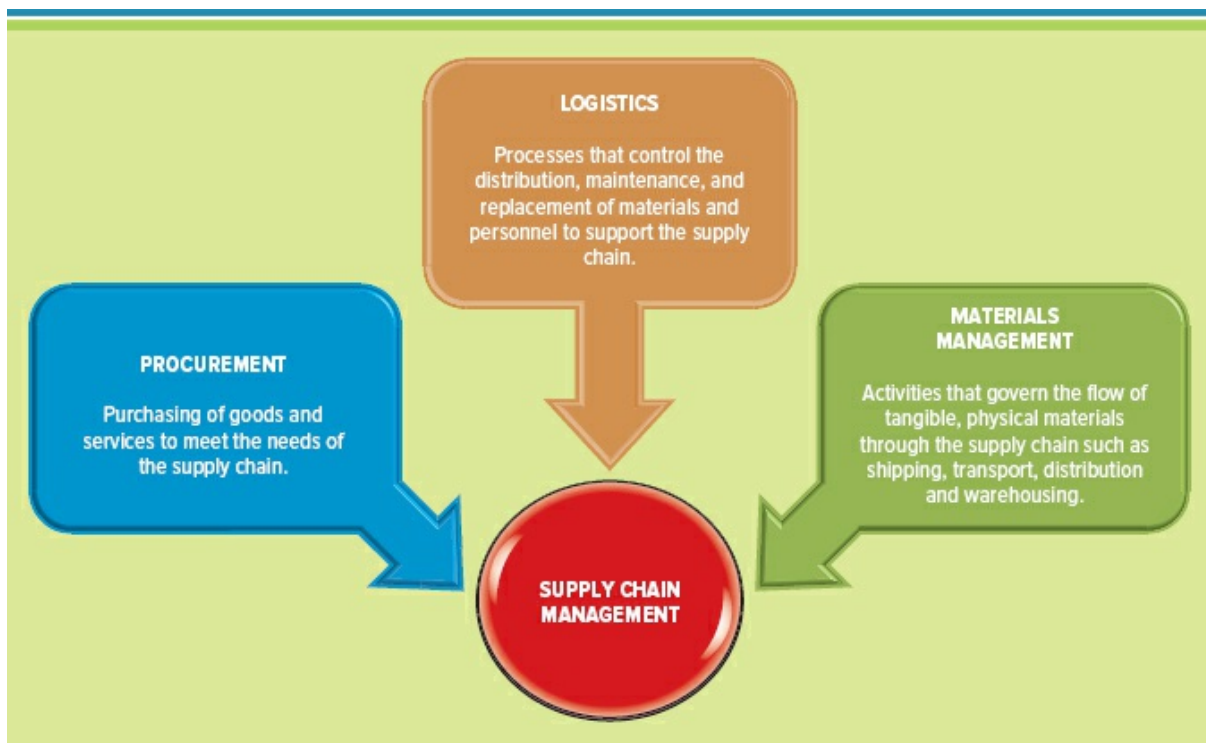 LOGISTICS
Processes that control the
distribution, maintenance, and
replacement of materials and
personnel to support the supply
chain.
PROCUREMENT
Purchasing of goods and
services to meet the needs of
the supply chain.
MATERIALS
MANAGEMENT
Activities that govern the flow of
tangible, physical materials
through the supply chain such as
shipping, transport, distribution
and warehousing.
SUPPLY CHAIN
MANAGEMENT